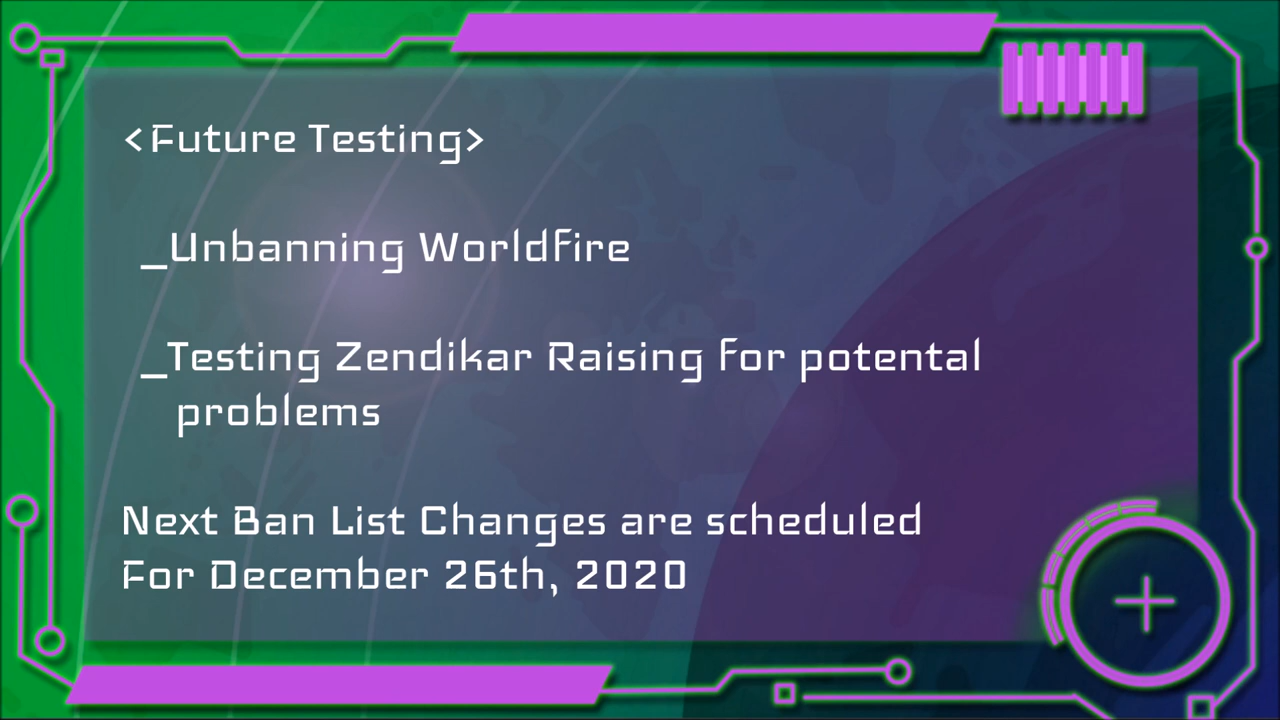 <Future Testing>
_Unbanning Worldfire
_Testing Zendikar Raising for potental
problems
Next Ban List Changes are scheduled
For December 26th, 2020